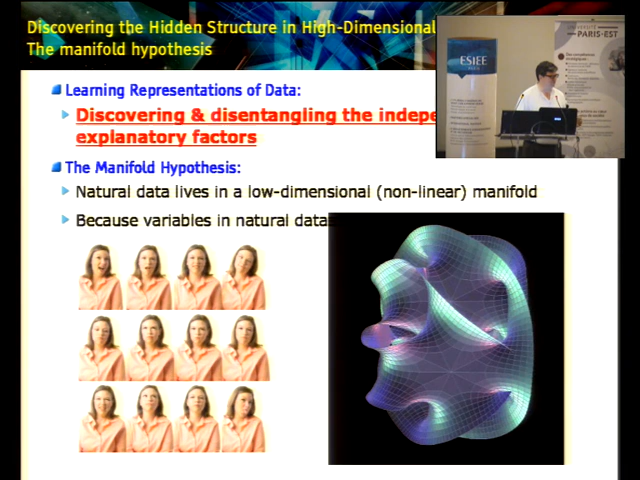 Discovering the Hidden Structure in High-Dimensional
The manifold hypothesis
Learning Representations of Data:
Discovering & disentangling the indepe
explanatory factors
The Manifold Hypothesis:
Natural data lives in a low-dimensional (non-linear) manifold
Because variables in natural data
ESIEE
PARIS
UNIVERSITÉ
PARIS-EST